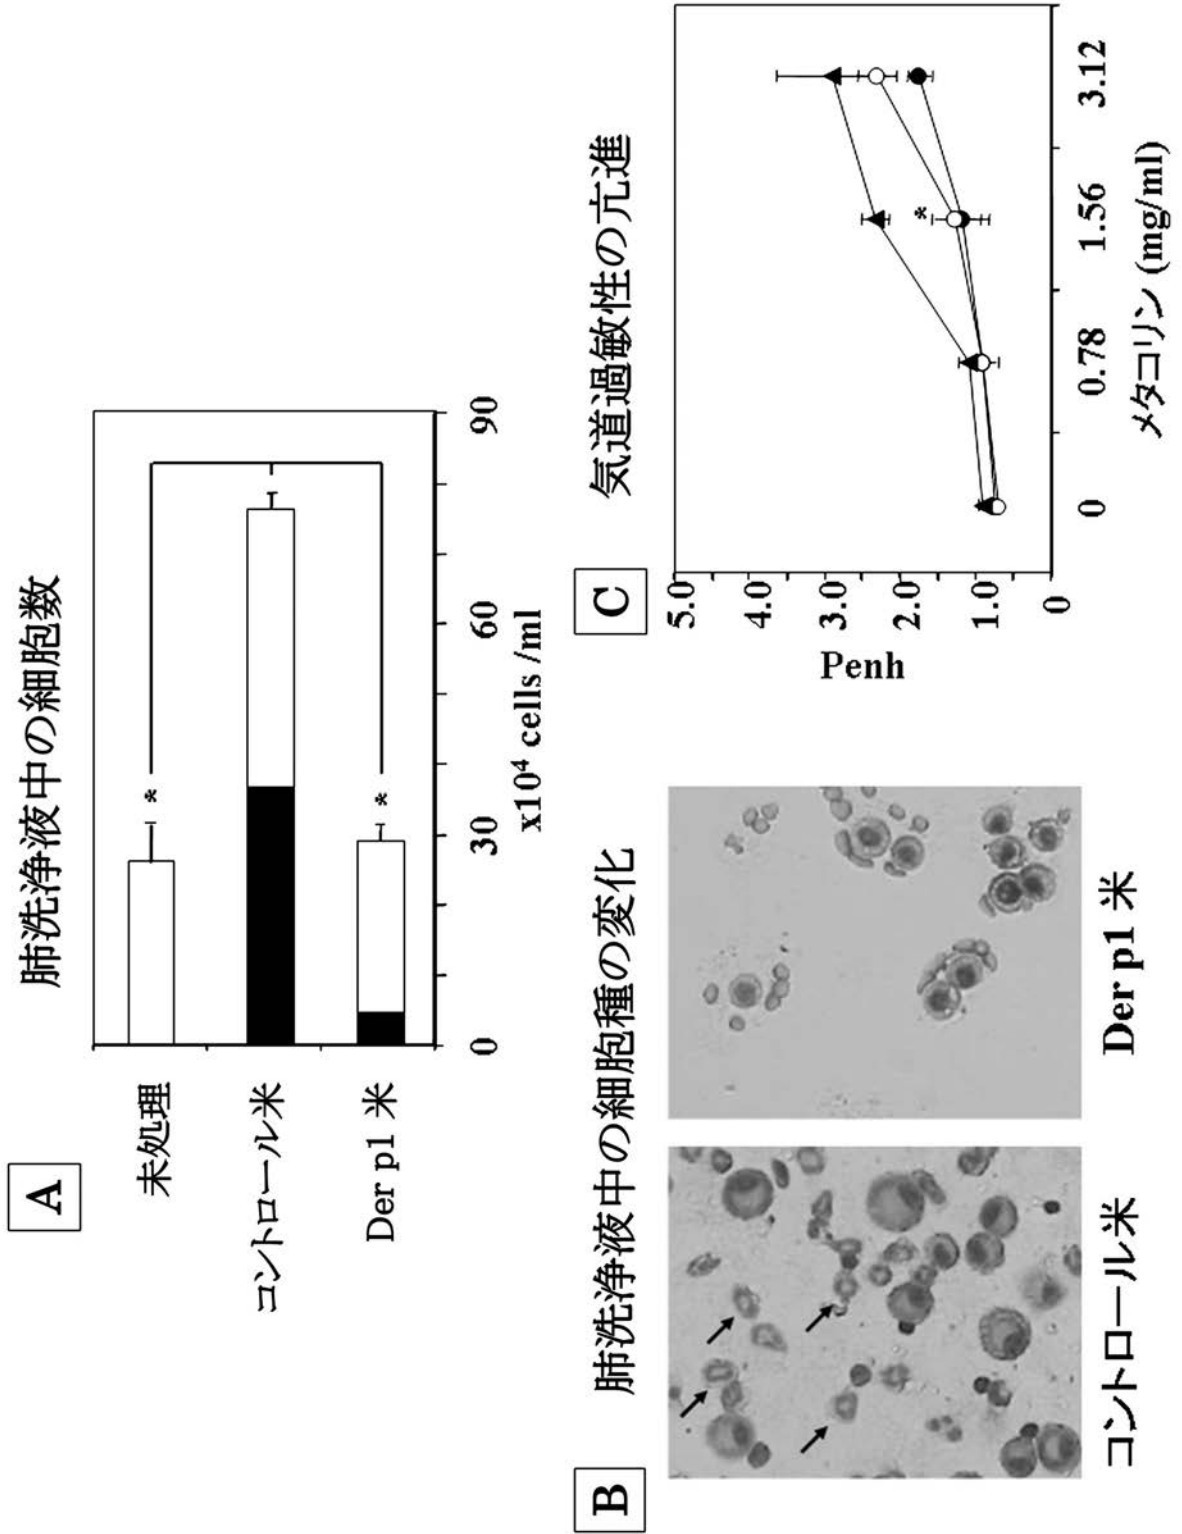 A
肺洗浄液中の細胞数
未処理
コントロール米
Der p1 米
*
*
0
30
60
90
x10⁴ cells /ml
B
肺洗浄液中の細胞種の変化
コントロール米
Der p1 米
C
気道過敏性の亢進
5.0
4.0
3.0
2.0
1.0
0
Penh
*
0
0.78
1.56
3.12
メタコリン (mg/ml)